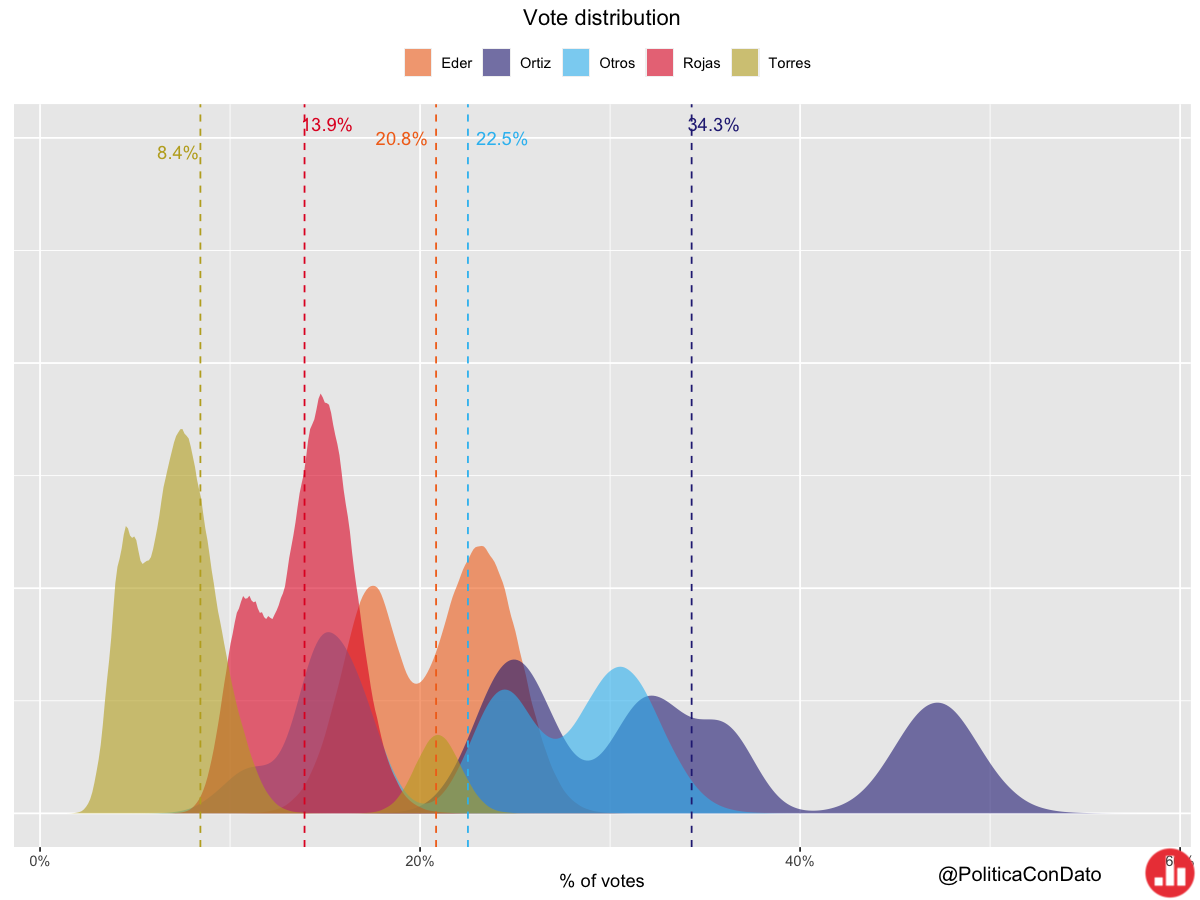 Vote distribution
Eder Ortiz Otros Rojas Torres
13.9% 34.3%
20.8% 22.5%
8.4%
0% 20% 40%
% of votes
@PoliticaConDato